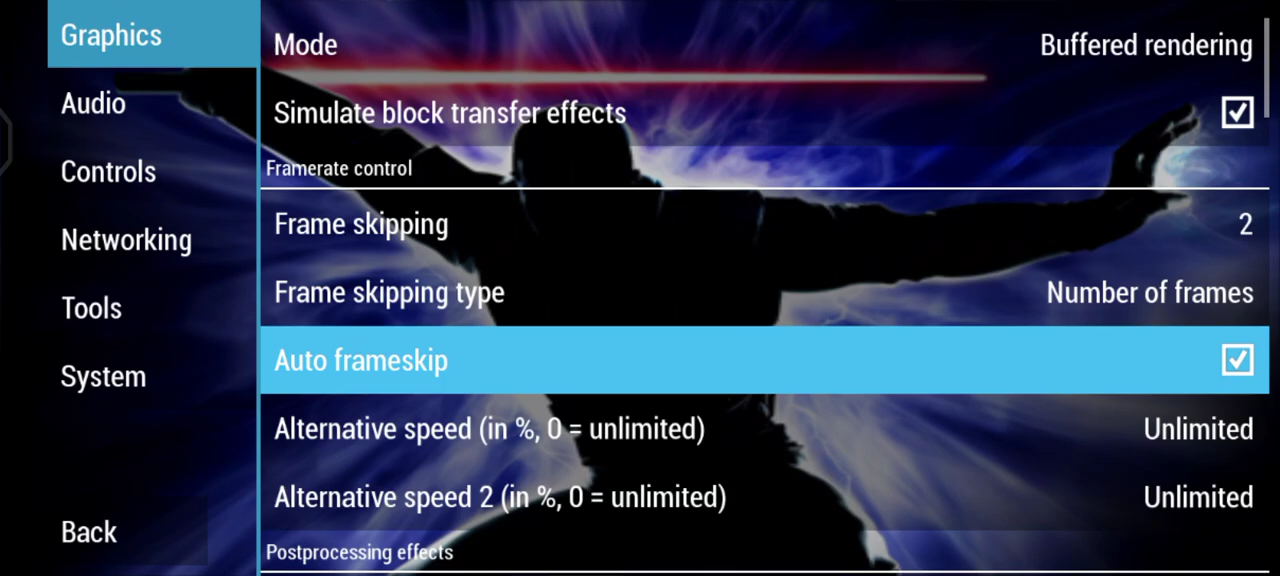 Graphics
Audio
Controls
Networking
Tools
System
Back
Mode Buffered rendering
Simulate block transfer effects
Framerate control
Frame skipping 2
Frame skipping type Number of frames
Auto frameskip
Alternative speed (in %, 0 = unlimited) Unlimited
Alternative speed 2 (in %, 0 = unlimited) Unlimited
Postprocessing effects